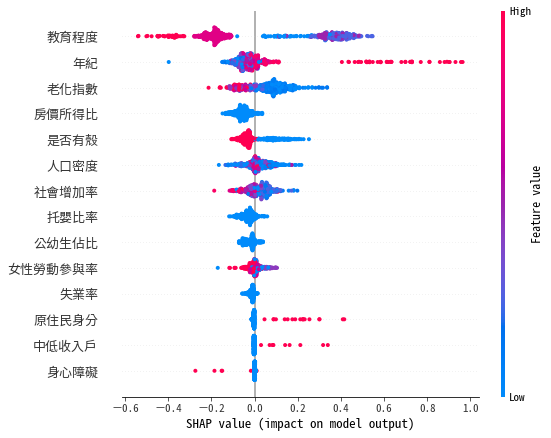 High
教育程度
年紀
老化指數
房價所得比
是否有殼
人口密度
社會增加率
托嬰比率
公幼生佔比
女性勞動參與率
失業率
原住民身分
中低收入戶
身心障礙
Feature value
Low
−0.6 −0.4 −0.2 0.0 0.2 0.4 0.6 0.8 1.0
SHAP value (impact on model output)